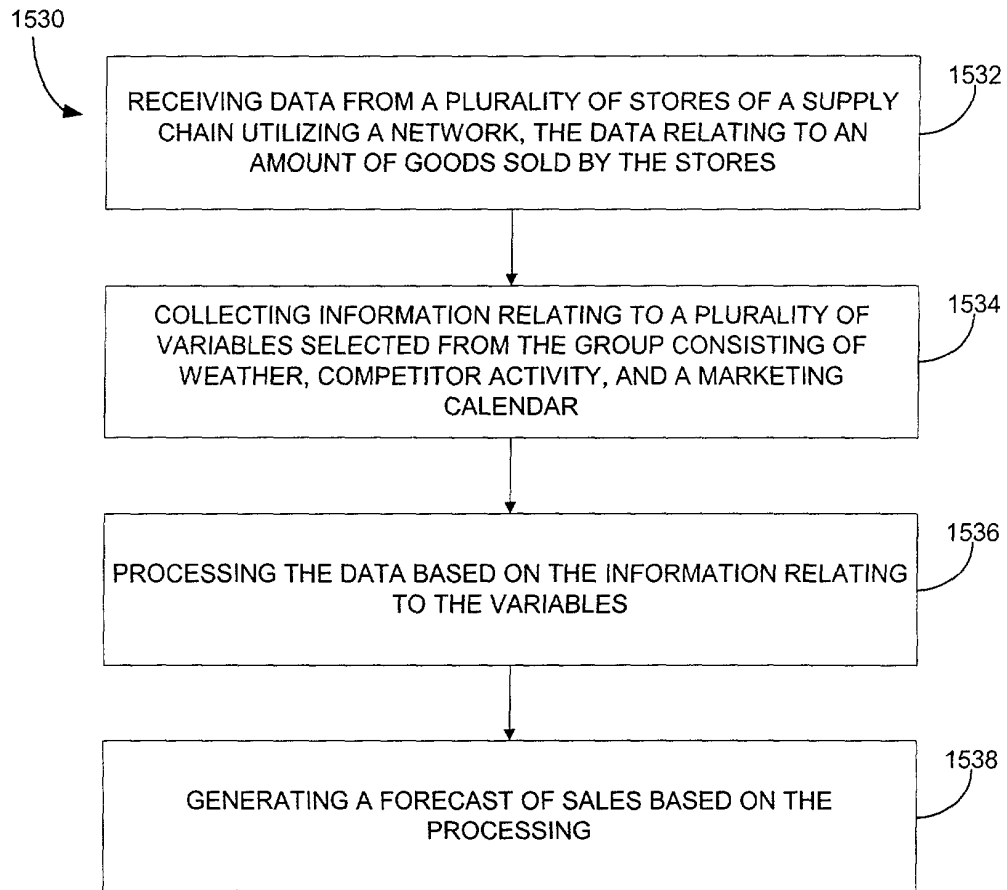 1530
1532
RECEIVING DATA FROM A PLURALITY OF STORES OF A SUPPLY
CHAIN UTILIZING A NETWORK, THE DATA RELATING TO AN
AMOUNT OF GOODS SOLD BY THE STORES
1534
COLLECTING INFORMATION RELATING TO A PLURALITY OF
VARIABLES SELECTED FROM THE GROUP CONSISTING OF
WEATHER, COMPETITOR ACTIVITY, AND A MARKETING
CALENDAR
1536
PROCESSING THE DATA BASED ON THE INFORMATION RELATING
TO THE VARIABLES
1538
GENERATING A FORECAST OF SALES BASED ON THE
PROCESSING